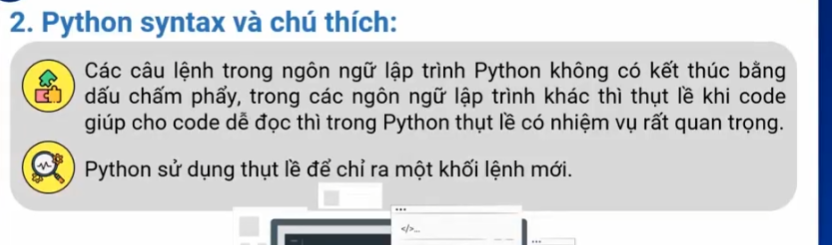 2. Python syntax và chú thích:
Các câu lệnh trong ngôn ngữ lập trình Python không có kết thúc bằng
dấu chấm phẩy, trong các ngôn ngữ lập trình khác thì thụt lề khi code
giúp cho code dễ đọc thì trong Python thụt lề có nhiệm vụ rất quan trọng.
Python sử dụng thụt lề để chỉ ra một khối lệnh mới.
</>...